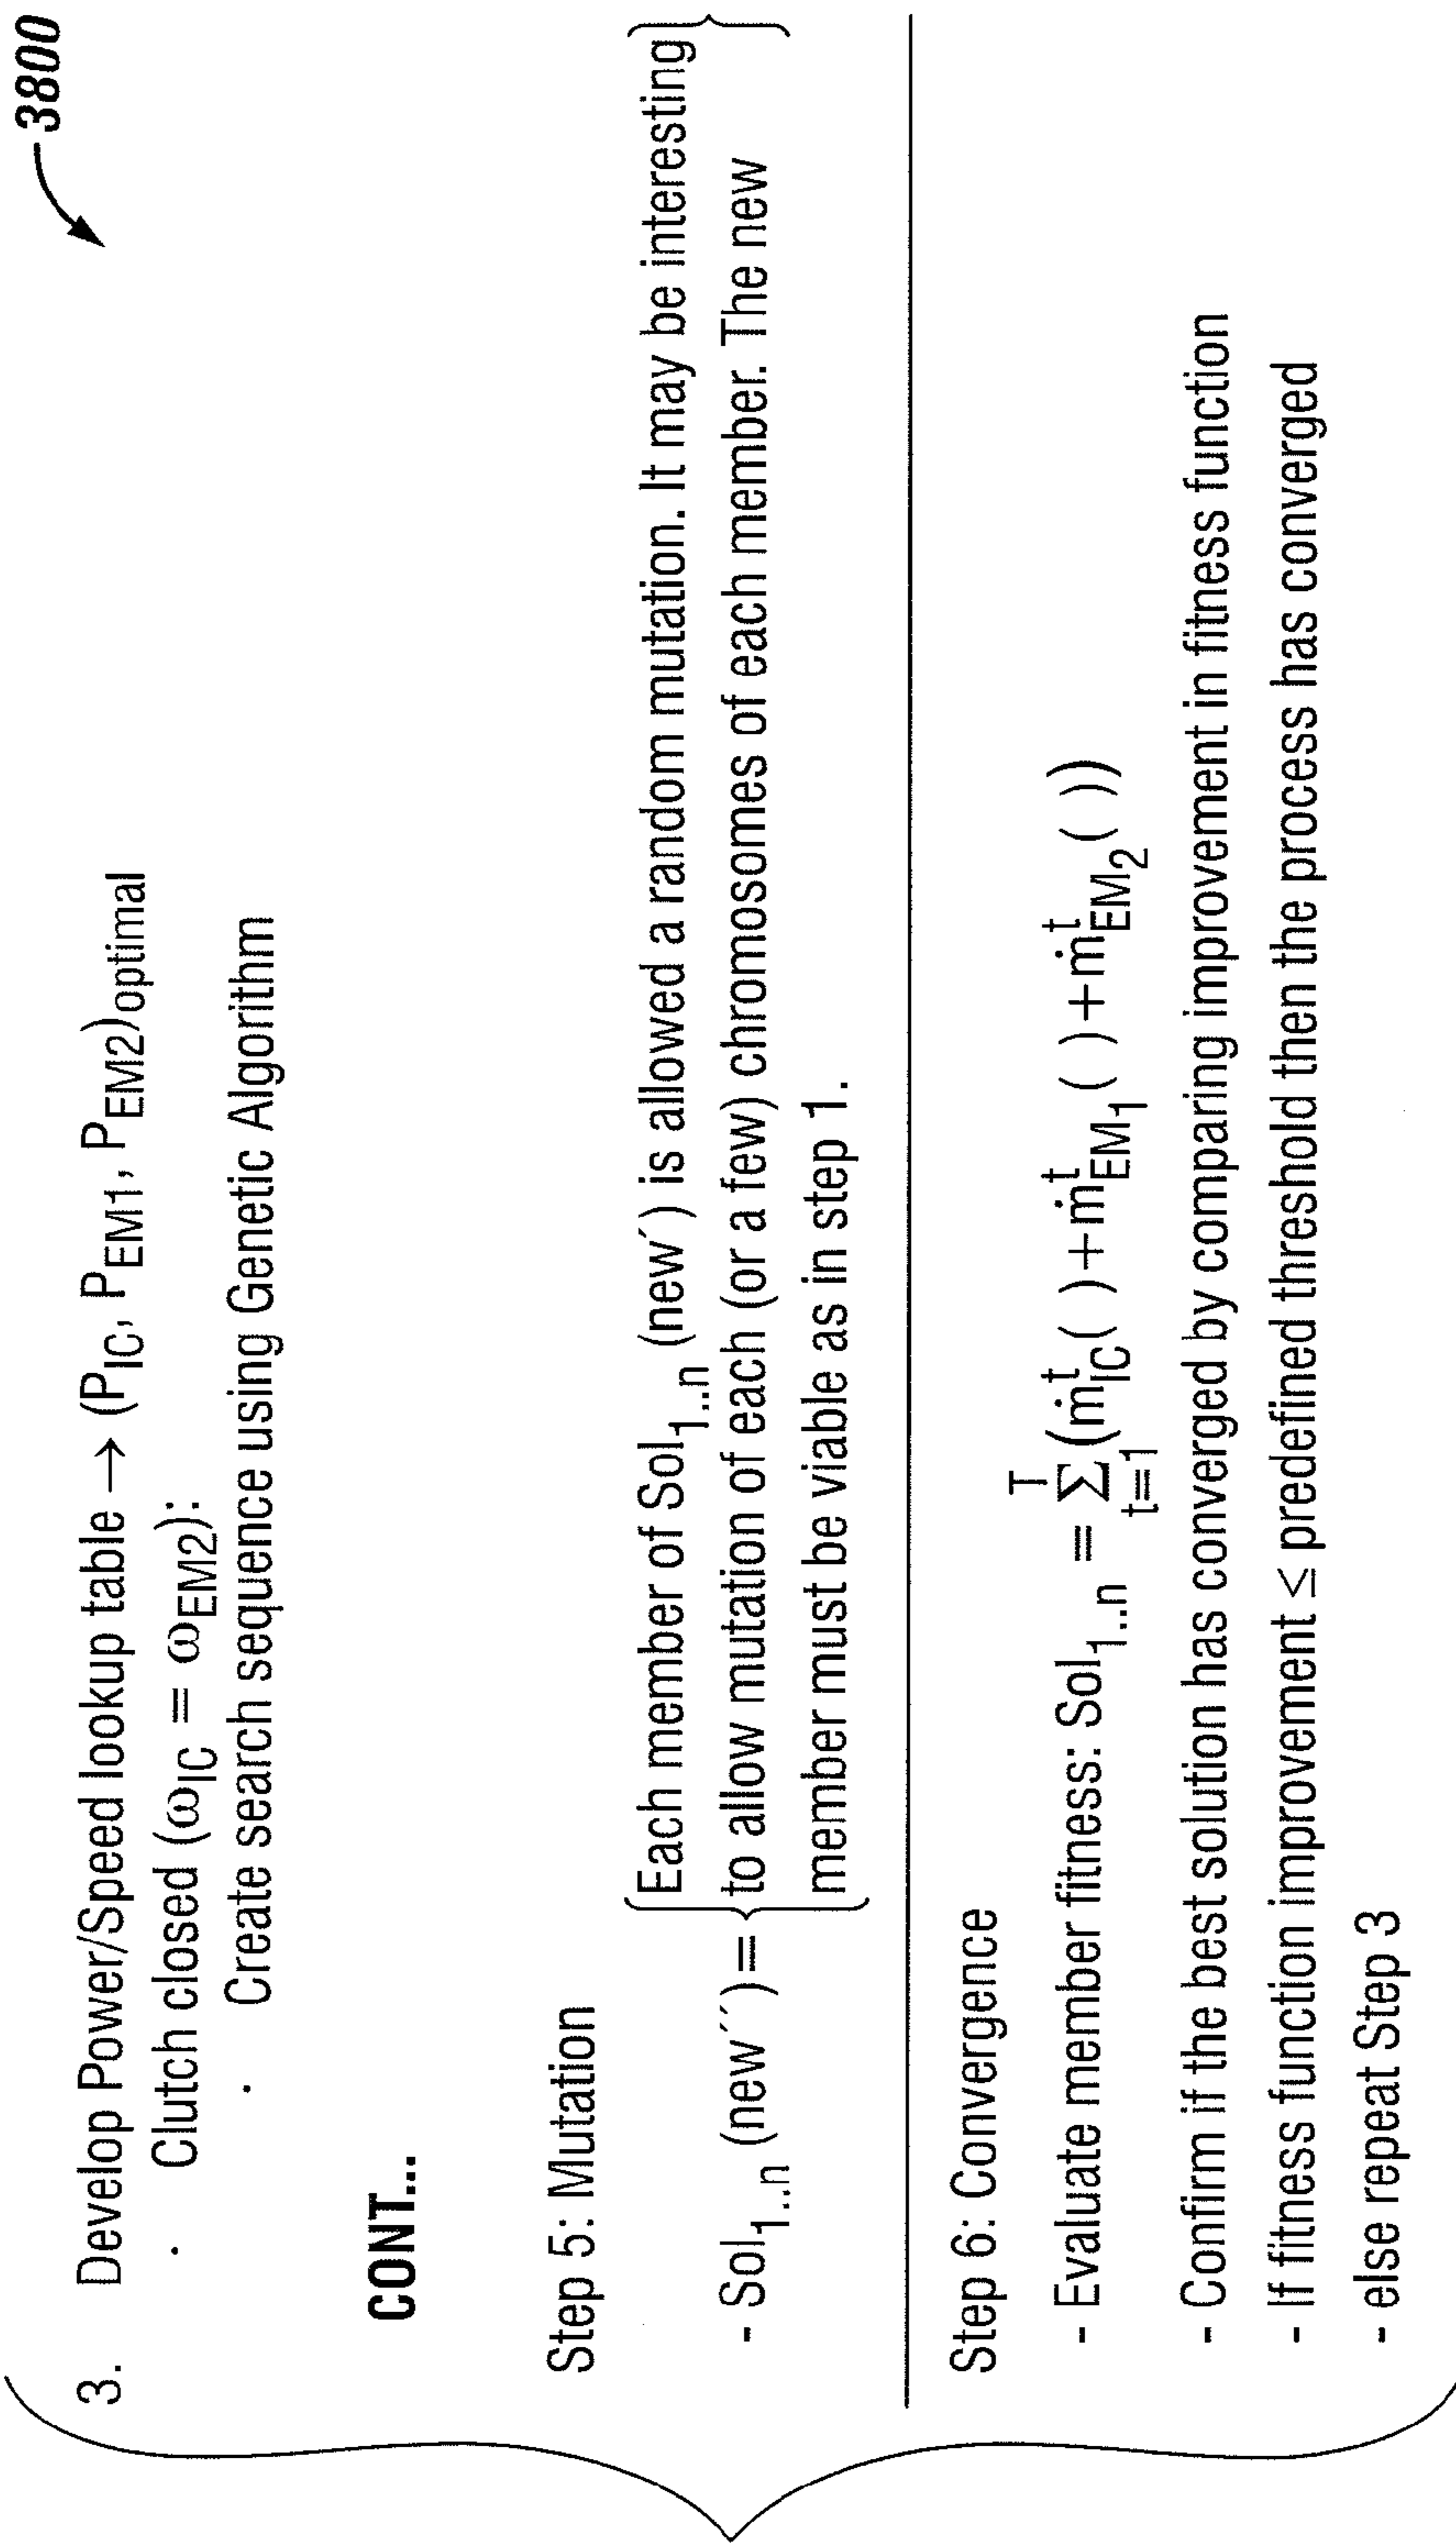 3800
3. Develop Power/Speed lookup table → (P_IC, P_EM1, P_EM2)optimal
· Clutch closed (ω_IC = ω_EM2):
· Create search sequence using Genetic Algorithm
CONT...
Step 5: Mutation
- Sol_1..n (new´´) = { Each member of Sol_1..n (new´) is allowed a random mutation. It may be interesting }
to allow mutation of each (or a few) chromosomes of each member. The new
member must be viable as in step 1.
Step 6: Convergence
- Evaluate member fitness: Sol_1..n = Σ_{t=1}^{T} (ṁ^t_IC ( ) + ṁ^t_EM_1 ( ) + ṁ^t_EM_2 ( ))
- Confirm if the best solution has converged by comparing improvement in fitness function
- If fitness function improvement ≤ predefined threshold then the process has converged
- else repeat Step 3